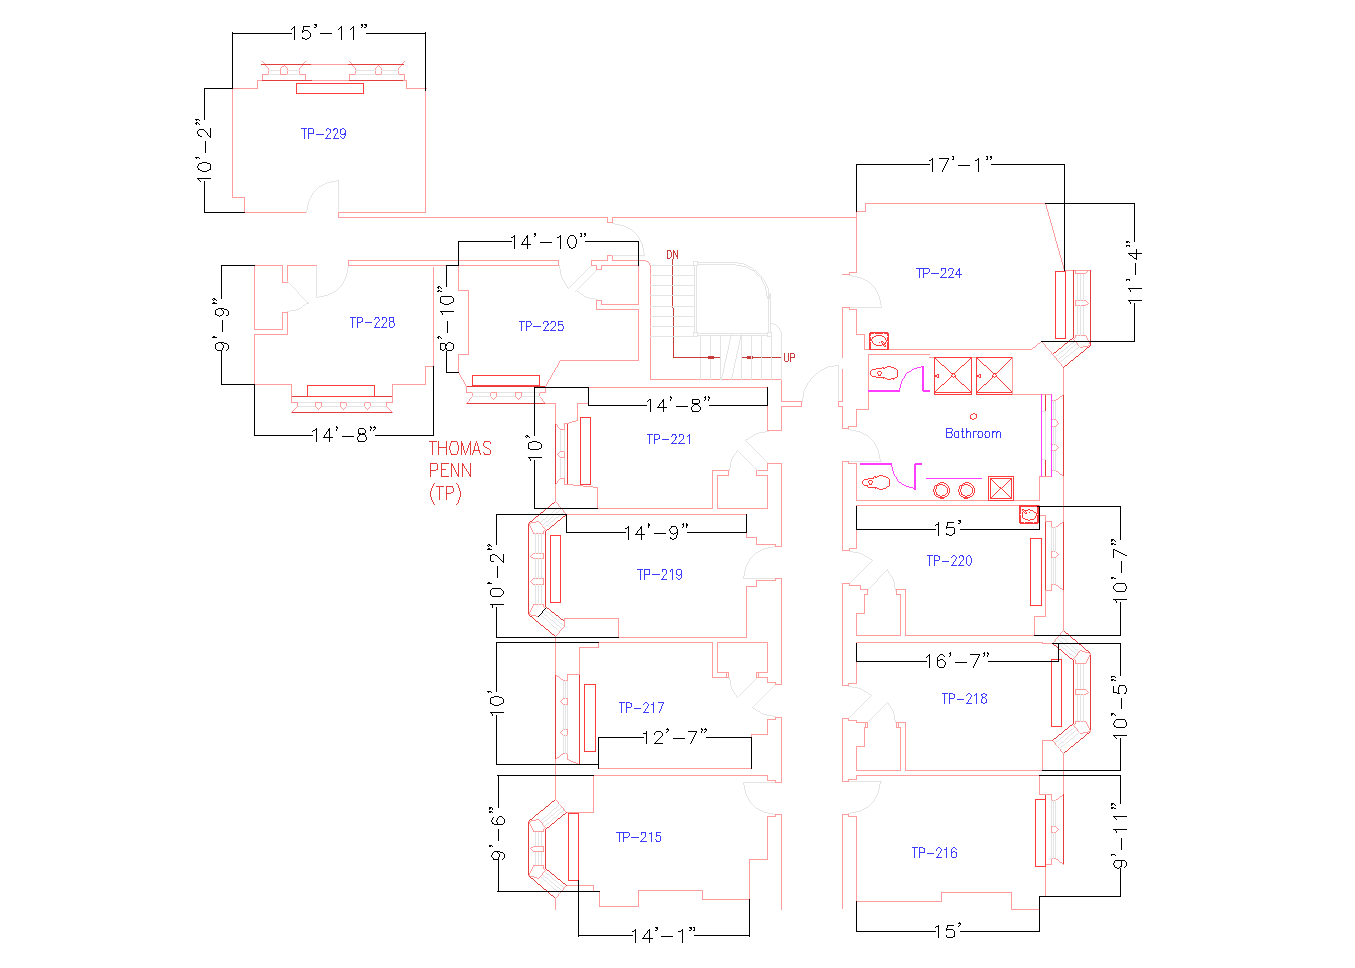 15'-11"
10'-2"
TP-229
17'-1"
14'-10"
DN
TP-224
11'-4"
9'-9"
8'-10"
TP-228
TP-225
UP
14'-8"
14'-8"
TP-221
10'
Bathroom
THOMAS
PENN
(TP)
14'-9"
15'
10'-2"
TP-219
TP-220
10'-7"
16'-7"
10'
TP-217
TP-218
10'-5"
12'-7"
9'-6"
TP-215
TP-216
9'-11"
14'-1"
15'